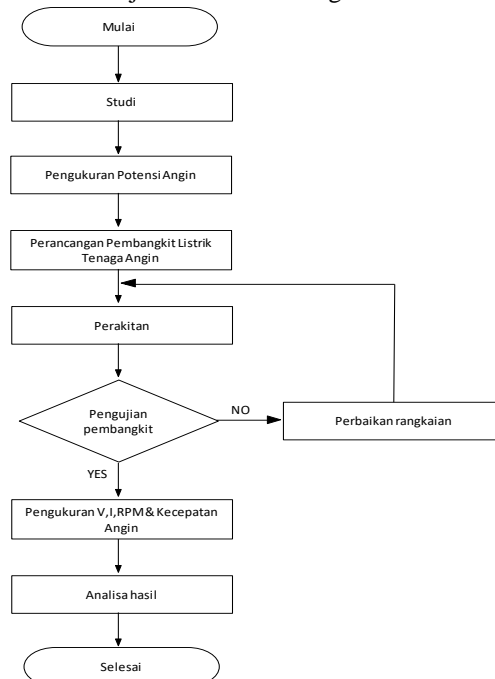 Mulai
Studi
Pengukuran Potensi Angin
Perancangan Pembangkit Listrik
Tenaga Angin
Perakitan
Pengujian
pembangkit
NO
Perbaikan rangkaian
YES
Pengukuran V,I,RPM & Kecepatan
Angin
Analisa hasil
Selesai